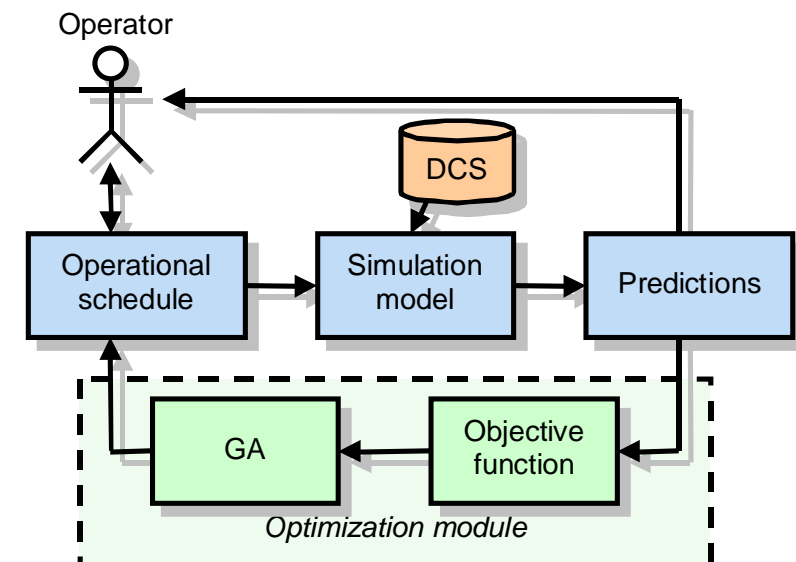 Operator
DCS
Operational
schedule
Simulation
model
Predictions
GA
Objective
function
Optimization module